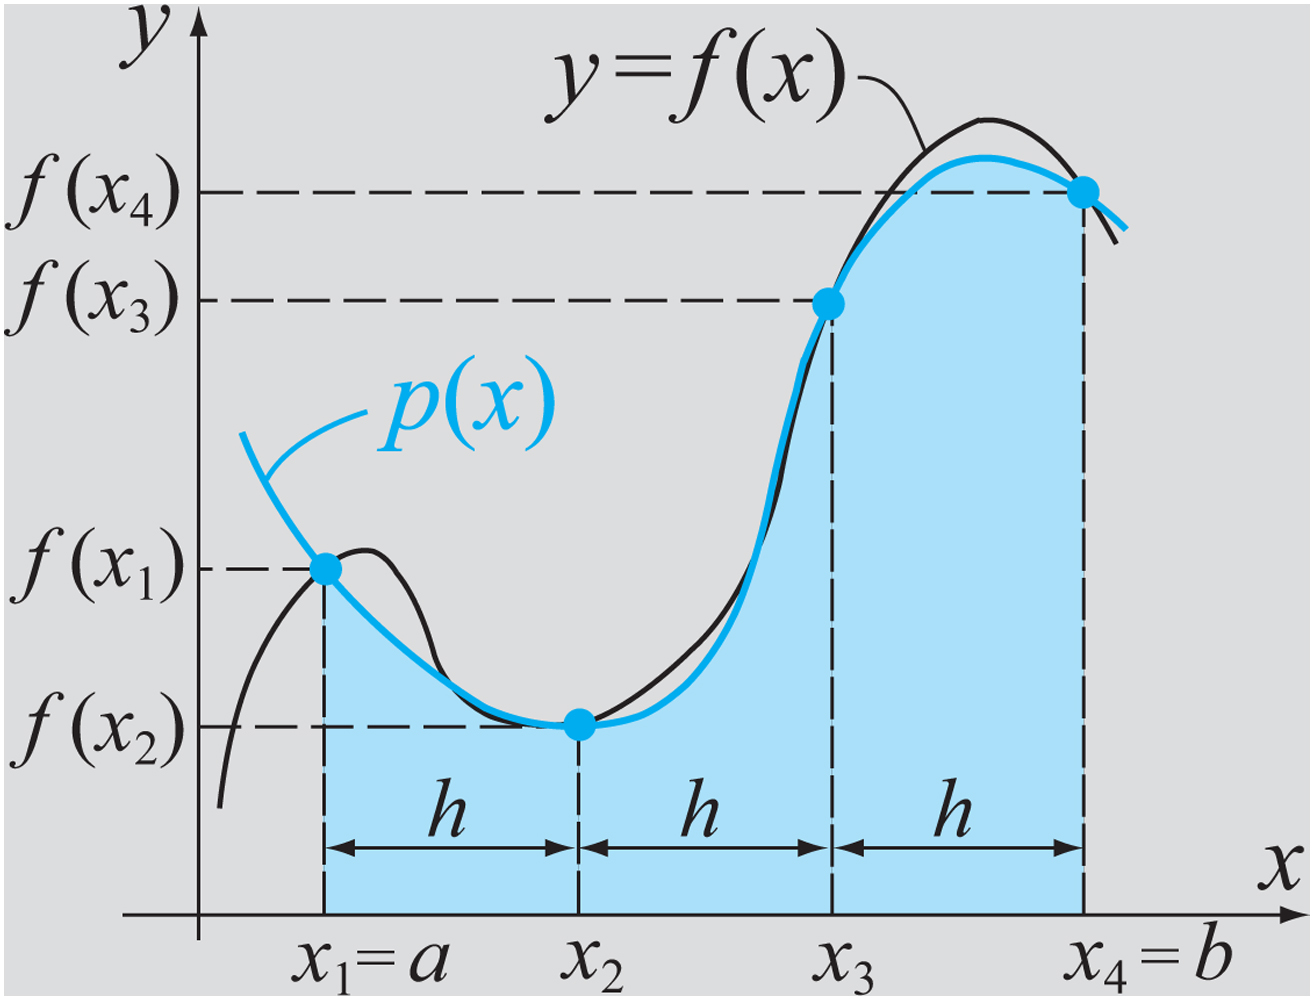 y
y=f(x)
f(x₄)
f(x₃)
p(x)
f(x₁)
f(x₂)
h h h
x
x₁=a x₂ x₃ x₄=b